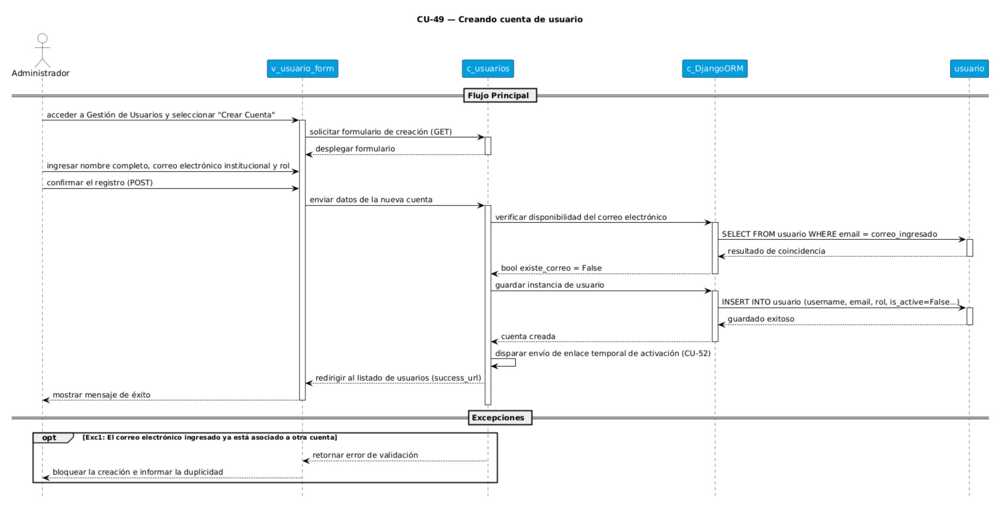 CU-49 — Creando cuenta de usuario
Administrador
v_usuario_form
c_usuarios
c_DjangoORM
usuario
Flujo Principal
acceder a Gestión de Usuarios y seleccionar "Crear Cuenta"
solicitar formulario de creación (GET)
desplegar formulario
ingresar nombre completo, correo electrónico institucional y rol
confirmar el registro (POST)
enviar datos de la nueva cuenta
verificar disponibilidad del correo electrónico
SELECT FROM usuario WHERE email = correo_ingresado
resultado de coincidencia
bool existe_correo = False
guardar instancia de usuario
INSERT INTO usuario (username, email, rol, is_active=False...)
guardado exitoso
cuenta creada
disparar envío de enlace temporal de activación (CU-52)
redirigir al listado de usuarios (success_url)
mostrar mensaje de éxito
Excepciones
opt [Exc1: El correo electrónico ingresado ya está asociado a otra cuenta]
retornar error de validación
bloquear la creación e informar la duplicidad